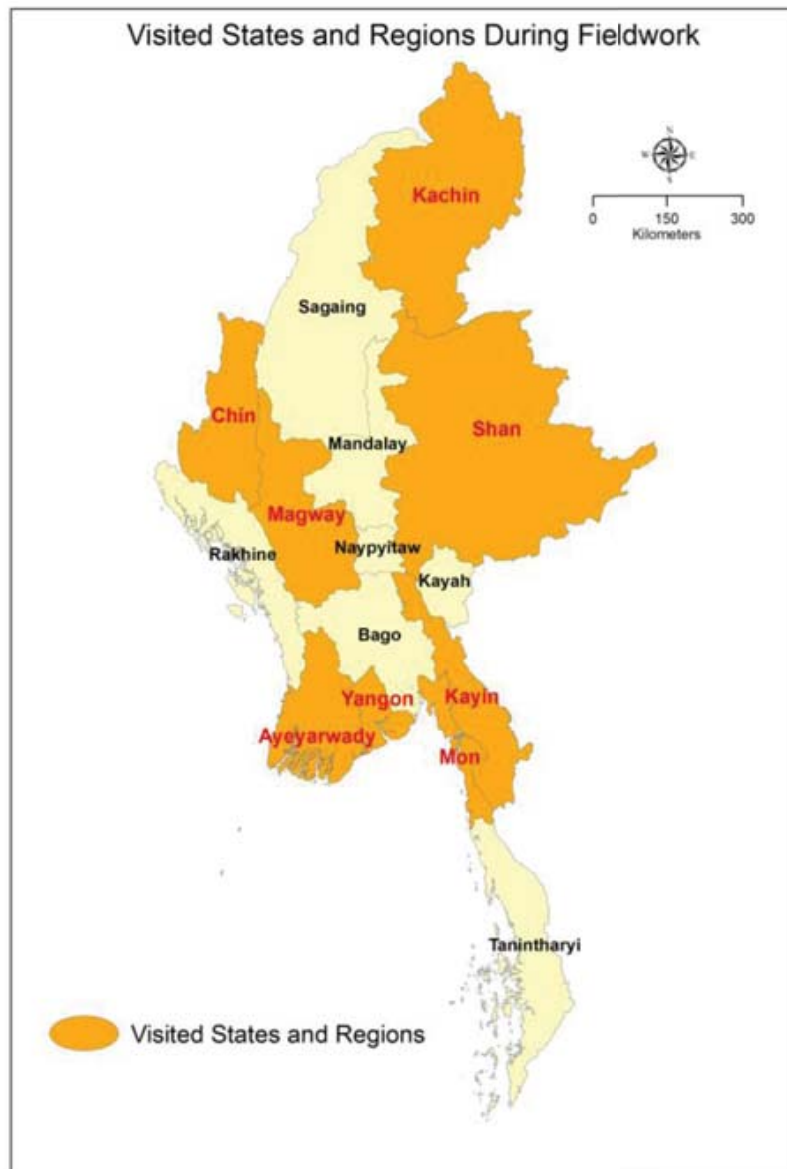 Visited States and Regions During Fieldwork
N
W E
S
0 150 300
Kilometers
Kachin
Sagaing
Chin
Shan
Mandalay
Magway
Naypyitaw
Rakhine
Kayah
Bago
Yangon
Kayin
Ayeyarwady
Mon
Tanintharyi
Visited States and Regions